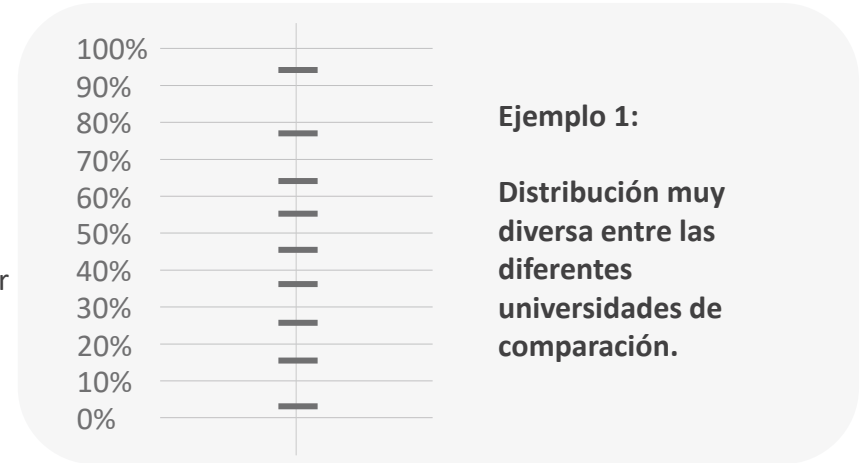 100%
90%
80%
70%
60%
50%
40%
30%
20%
10%
0%
r
Ejemplo 1:
Distribución muy
diversa entre las
diferentes
universidades de
comparación.